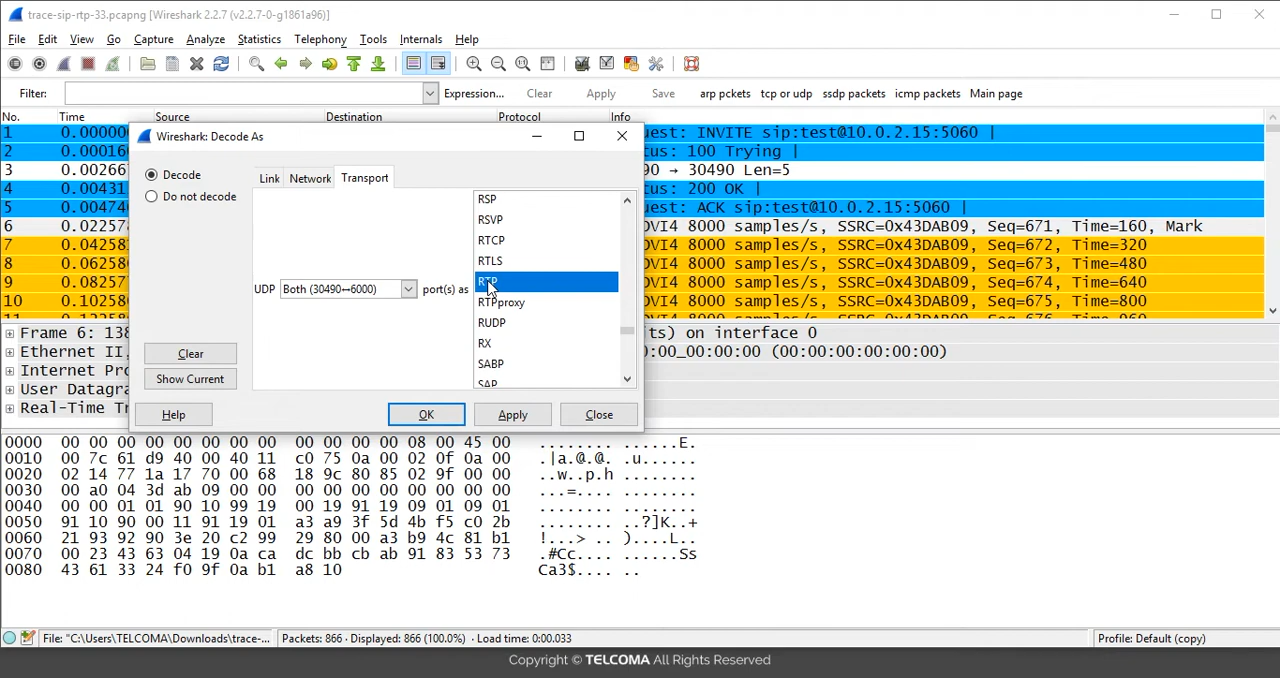 trace-sip-rtp-33.pcapng [Wireshark 2.2.7 (v2.2.7-0-g1861a96)]
File Edit View Go Capture Analyze Statistics Telephony Tools Internals Help
Filter: Expression... Clear Apply Save arp pckets tcp or udp ssdp packets icmp packets Main page
No. Time Source Destination Protocol Info
1 0.000000 uest: INVITE sip:test@10.0.2.15:5060 |
2 0.000160 tus: 100 Trying |
3 0.00266 90 → 30490 Len=5
4 0.00431 tus: 200 OK |
5 0.00474 uest: ACK sip:test@10.0.2.15:5060 |
6 0.02257 DVI4 8000 samples/s, SSRC=0x43DAB09, Seq=671, Time=160, Mark
7 0.04258 DVI4 8000 samples/s, SSRC=0x43DAB09, Seq=672, Time=320
8 0.06258 DVI4 8000 samples/s, SSRC=0x43DAB09, Seq=673, Time=480
9 0.08257 DVI4 8000 samples/s, SSRC=0x43DAB09, Seq=674, Time=640
10 0.10258 DVI4 8000 samples/s, SSRC=0x43DAB09, Seq=675, Time=800
Wireshark: Decode As
Decode
Do not decode
Link Network Transport
UDP Both (30490↔6000) port(s) as
RSP
RSVP
RTCP
RTLS
RTP
RTPproxy
RUDP
RX
SABP
SAP
Clear
Show Current
Help OK Apply Close
Frame 6: 138 ts) on interface 0
Ethernet II, 0:00_00:00:00 (00:00:00:00:00:00)
Internet Pro
User Datagra
Real-Time Tr
0000 00 00 00 00 00 00 00 00 00 00 00 00 08 00 45 00 ........ ......E.
0010 00 7c 61 d9 40 00 40 11 c0 75 0a 00 02 0f 0a 00 .|a.@.@. .u......
0020 02 14 77 1a 17 70 00 68 18 9c 80 85 02 9f 00 00 ..w..p.h ........
0030 00 a0 04 3d ab 09 00 00 00 00 00 00 00 00 00 00 ...=.... ........
0040 00 00 01 01 90 10 99 19 00 19 91 19 09 01 09 01 ........ ........
0050 91 10 90 00 11 91 19 01 a3 a9 3f 5d 4b f5 c0 2b ........ ..?]K..+
0060 21 93 92 90 3e 20 c2 99 29 80 00 a3 b9 4c 81 b1 !...> .. )....L..
0070 00 23 43 63 04 19 0a ca dc bb cb ab 91 83 53 73 .#Cc.... ......Ss
0080 43 61 33 24 f0 9f 0a b1 a8 10 Ca3$.... ..
File: "C:\Users\TELCOMA\Downloads\trace-... Packets: 866 · Displayed: 866 (100.0%) · Load time: 0:00.033 Profile: Default (copy)
Copyright © TELCOMA All Rights Reserved